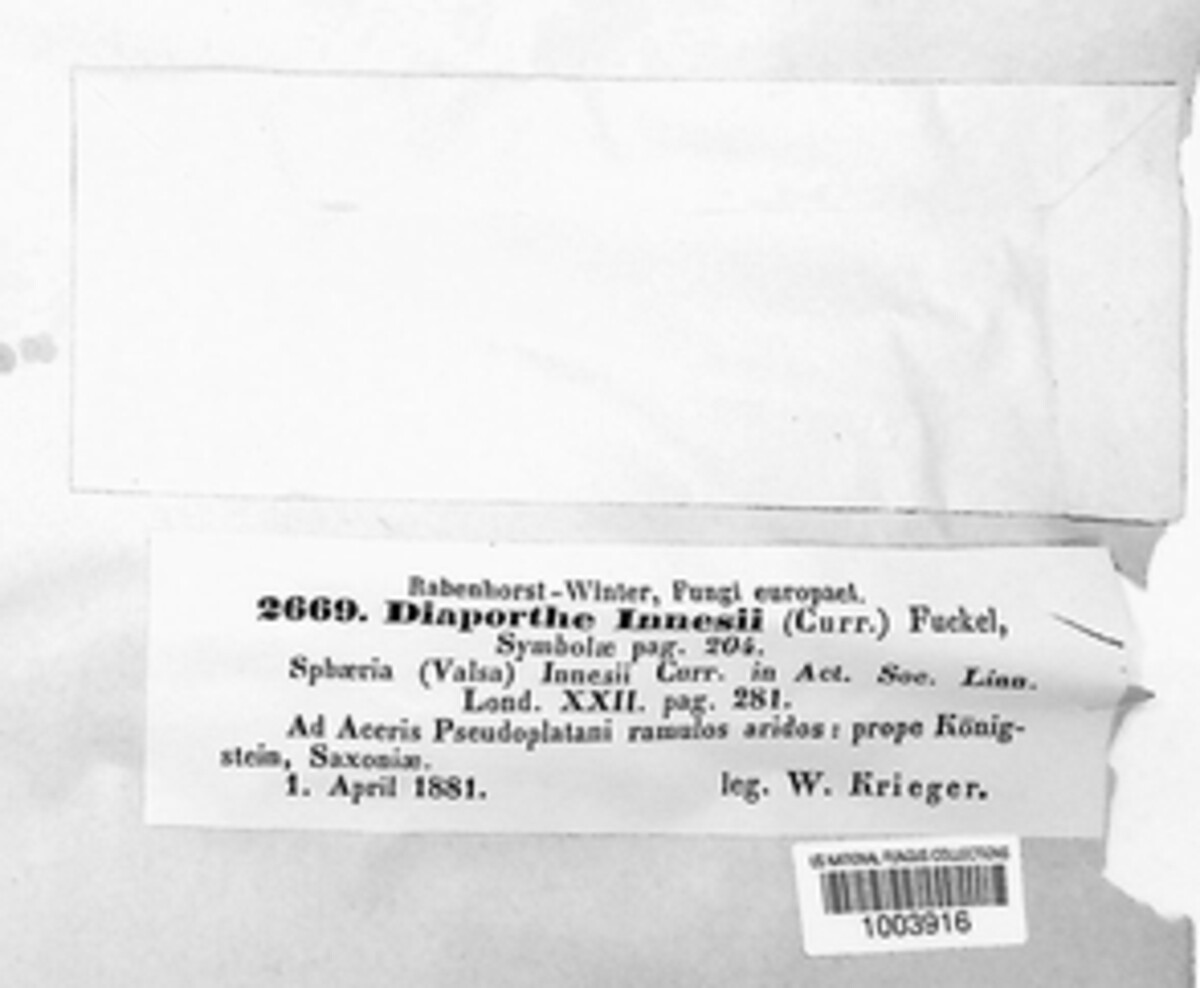 Rabenhorst-Winter, Fungi europaei.
2669. Diaporthe Innesii (Curr.) Fuckel,
Symbolæ pag. 204.
Sphæria (Valsa) Innesii Curr. in Act. Soc. Linn.
Lond. XXII. pag. 281.
Ad Aceris Pseudoplatani ramulos aridos: prope König-
stein, Saxoniæ.
1. April 1881. leg. W. Krieger.
US NATIONAL FUNGUS COLLECTIONS
1003916